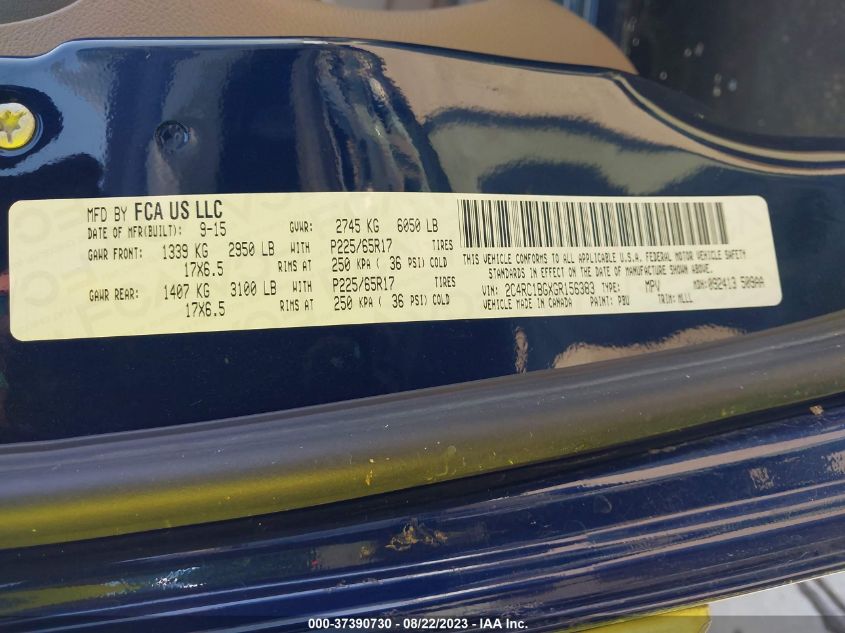 MFD BY FCA US LLC
DATE OF MFR(BUILT): 9-15 GVWR: 2745 KG 6050 LB
GAWR FRONT: 1339 KG 2950 LB WITH P225/65R17 TIRES
17X6.5 RIMS AT 250 KPA ( 36 PSI) COLD
GAWR REAR: 1407 KG 3100 LB WITH P225/65R17 TIRES
17X6.5 RIMS AT 250 KPA ( 36 PSI) COLD
THIS VEHICLE CONFORMS TO ALL APPLICABLE U.S.A. FEDERAL MOTOR VEHICLE SAFETY
STANDARDS IN EFFECT ON THE DATE OF MANUFACTURE SHOWN ABOVE.
VIN: 2C4RC1BGXGR156383 TYPE: MPV MDH: 092413 509AA
VEHICLE MADE IN CANADA PAINT: PBU TRIM: MLLL
000-37390730 - 08/22/2023 - IAA Inc.